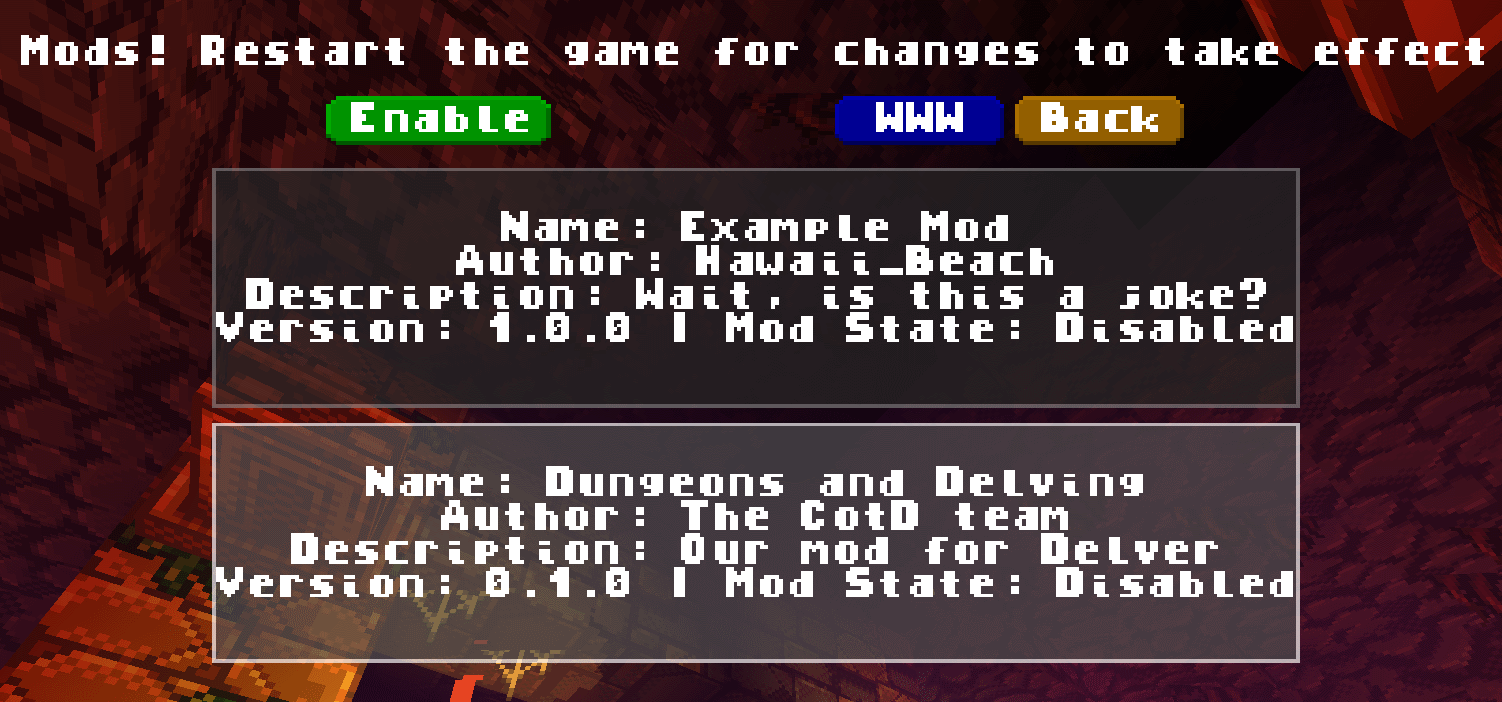 Mods! Restart the game for changes to take effect
Enable WWW Back
Name: Example Mod
Author: Hawaii_Beach
Description: Wait, is this a joke?
Version: 1.0.0 | Mod State: Disabled
Name: Dungeons and Delving
Author: The CotD team
Description: Our mod for Delver
Version: 0.1.0 | Mod State: Disabled